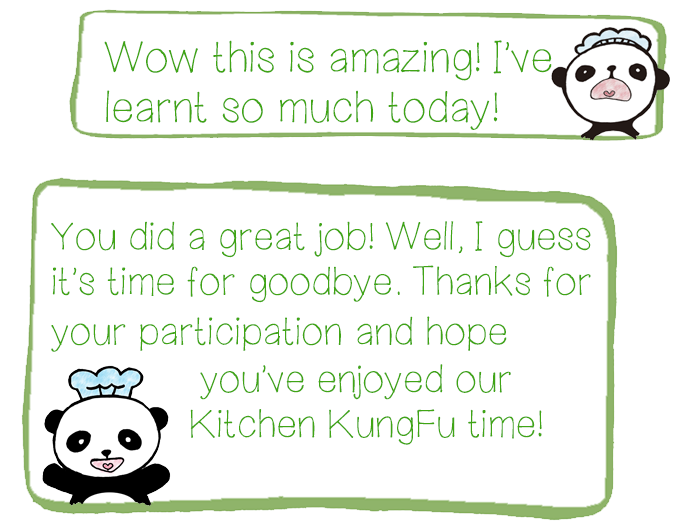 Wow this is amazing! I've
learnt so much today!
You did a great job! Well, I guess
it's time for goodbye. Thanks for
your participation and hope
you've enjoyed our
Kitchen KungFu time!